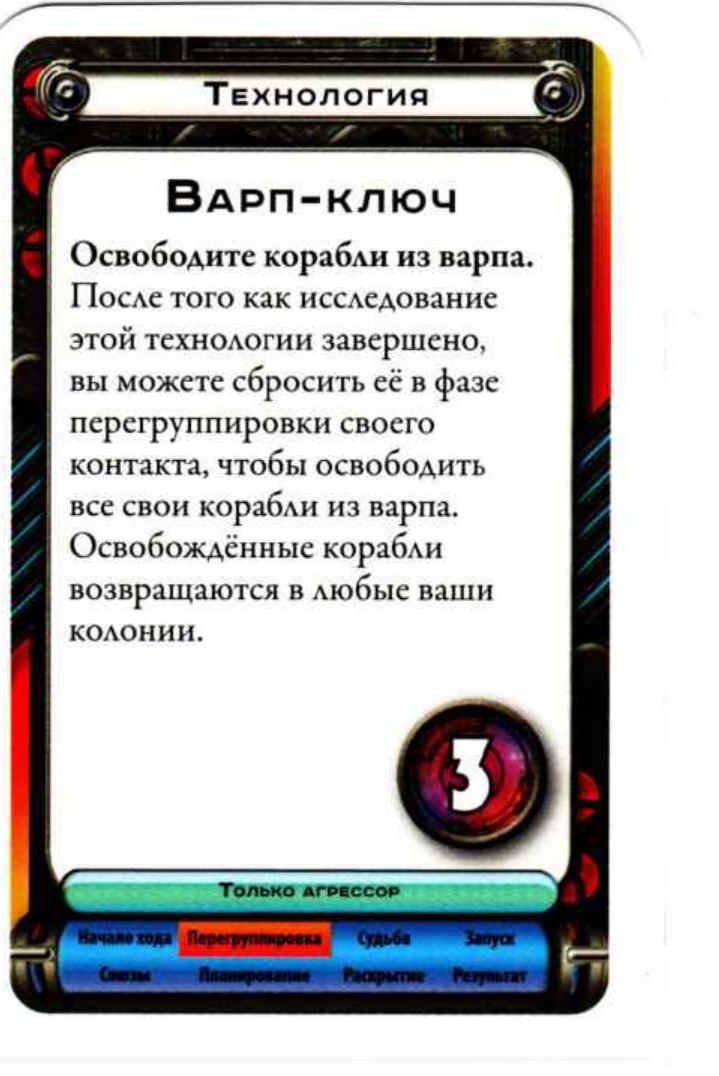 Технология
Варп-ключ
Освободите корабли из варпа.
После того как исследование
этой технологии завершено,
вы можете сбросить её в фазе
перегруппировки своего
контакта, чтобы освободить
все свои корабли из варпа.
Освобождённые корабли
возвращаются в любые ваши
колонии.
3
Только агрессор
Начало хода Перегруппировка Судьба Запуск
Союзы Планирование Раскрытие Результат